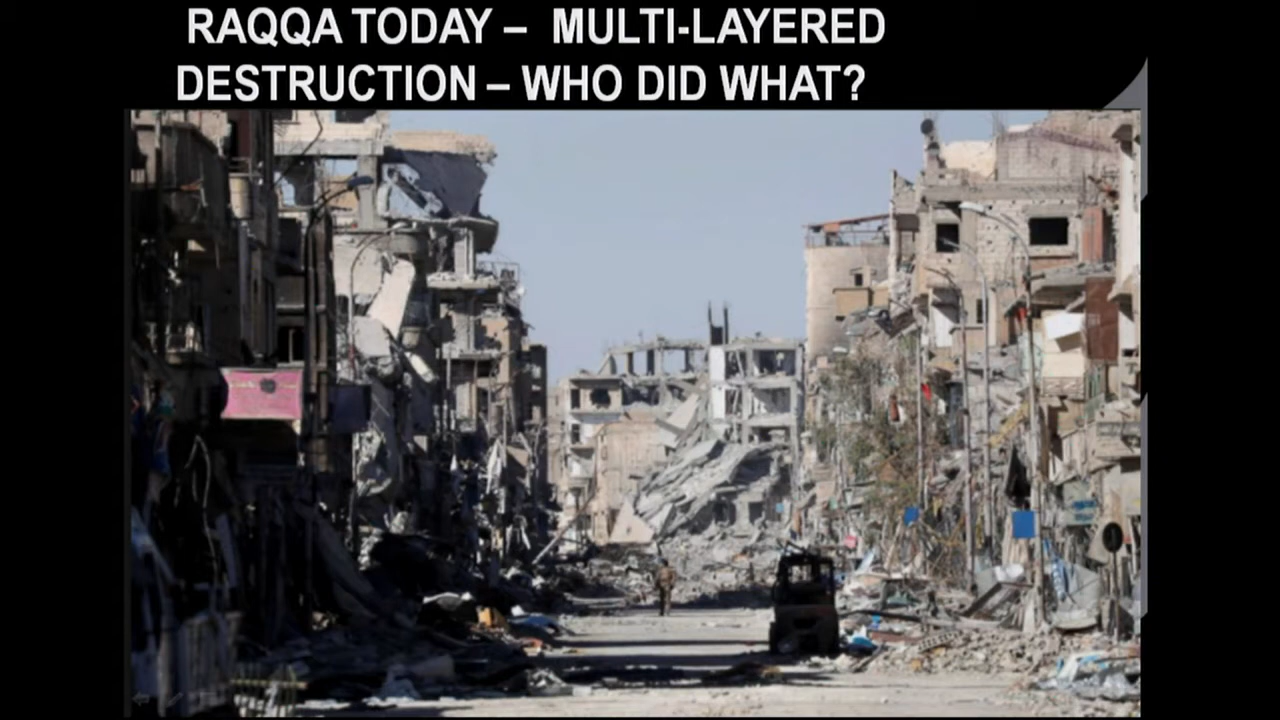 RAQQA TODAY – MULTI-LAYERED
DESTRUCTION – WHO DID WHAT?